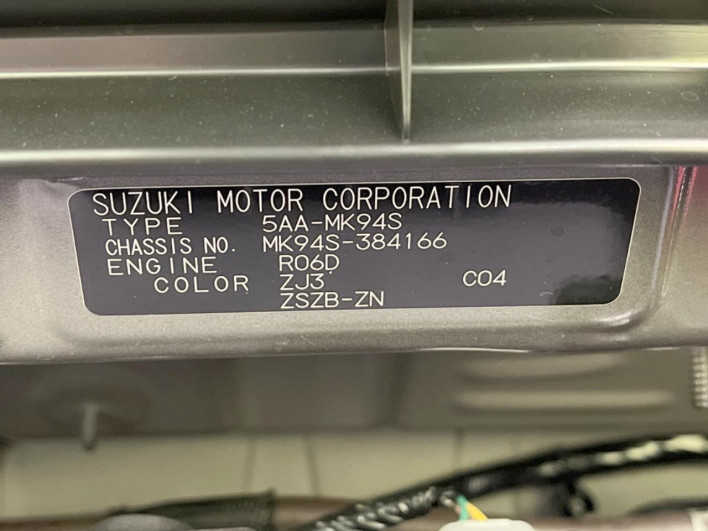 SUZUKI MOTOR CORPORATION
TYPE 5AA-MK94S
CHASSIS NO. MK94S-384166
ENGINE R06D
COLOR ZJ3 C04
ZSZB-ZN